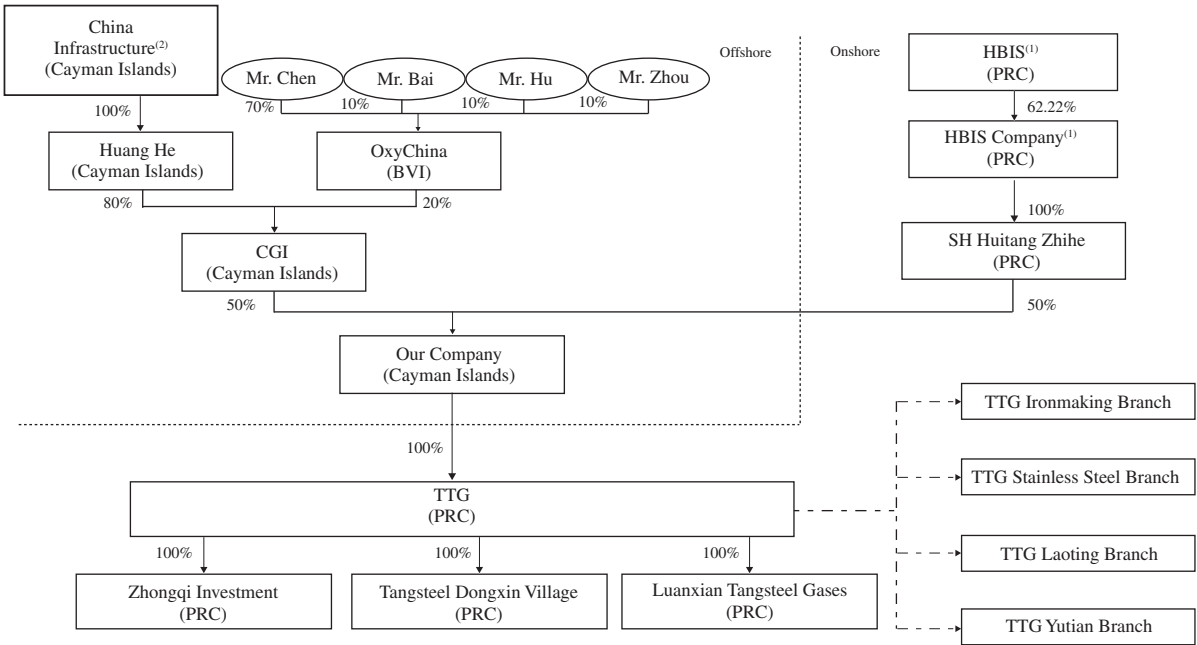 China
Infrastructure(2)
(Cayman Islands)
Offshore
Onshore
HBIS(1)
(PRC)
Mr. Chen
Mr. Bai
Mr. Hu
Mr. Zhou
100%
70%
10%
10%
10%
62.22%
Huang He
(Cayman Islands)
OxyChina
(BVI)
HBIS Company(1)
(PRC)
80%
20%
100%
CGI
(Cayman Islands)
SH Huitang Zhihe
(PRC)
50%
50%
Our Company
(Cayman Islands)
100%
TTG Ironmaking Branch
TTG Stainless Steel Branch
TTG
(PRC)
100%
100%
100%
TTG Laoting Branch
Zhongqi Investment
(PRC)
Tangsteel Dongxin Village
(PRC)
Luanxian Tangsteel Gases
(PRC)
TTG Yutian Branch